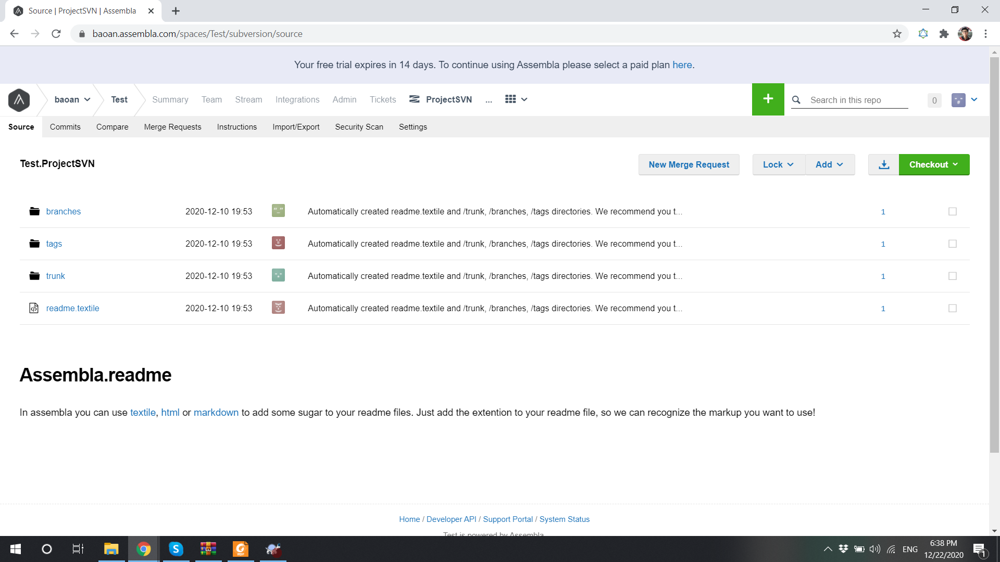 Source | ProjectSVN | Assembla
baoan.assembla.com/spaces/Test/subversion/source
Your free trial expires in 14 days. To continue using Assembla please select a paid plan here.
baoan Test Summary Team Stream Integrations Admin Tickets ProjectSVN ... + Search in this repo 0
Source Commits Compare Merge Requests Instructions Import/Export Security Scan Settings
Test.ProjectSVN New Merge Request Lock Add Checkout
branches 2020-12-10 19:53 Automatically created readme.textile and /trunk, /branches, /tags directories. We recommend you t... 1
tags 2020-12-10 19:53 Automatically created readme.textile and /trunk, /branches, /tags directories. We recommend you t... 1
trunk 2020-12-10 19:53 Automatically created readme.textile and /trunk, /branches, /tags directories. We recommend you t... 1
readme.textile 2020-12-10 19:53 Automatically created readme.textile and /trunk, /branches, /tags directories. We recommend you t... 1
Assembla.readme
In assembla you can use textile, html or markdown to add some sugar to your readme files. Just add the extention to your readme file, so we can recognize the markup you want to use!
Home / Developer API / Support Portal / System Status
Test is powered by Assembla
ENG 6:38 PM
12/22/2020 1